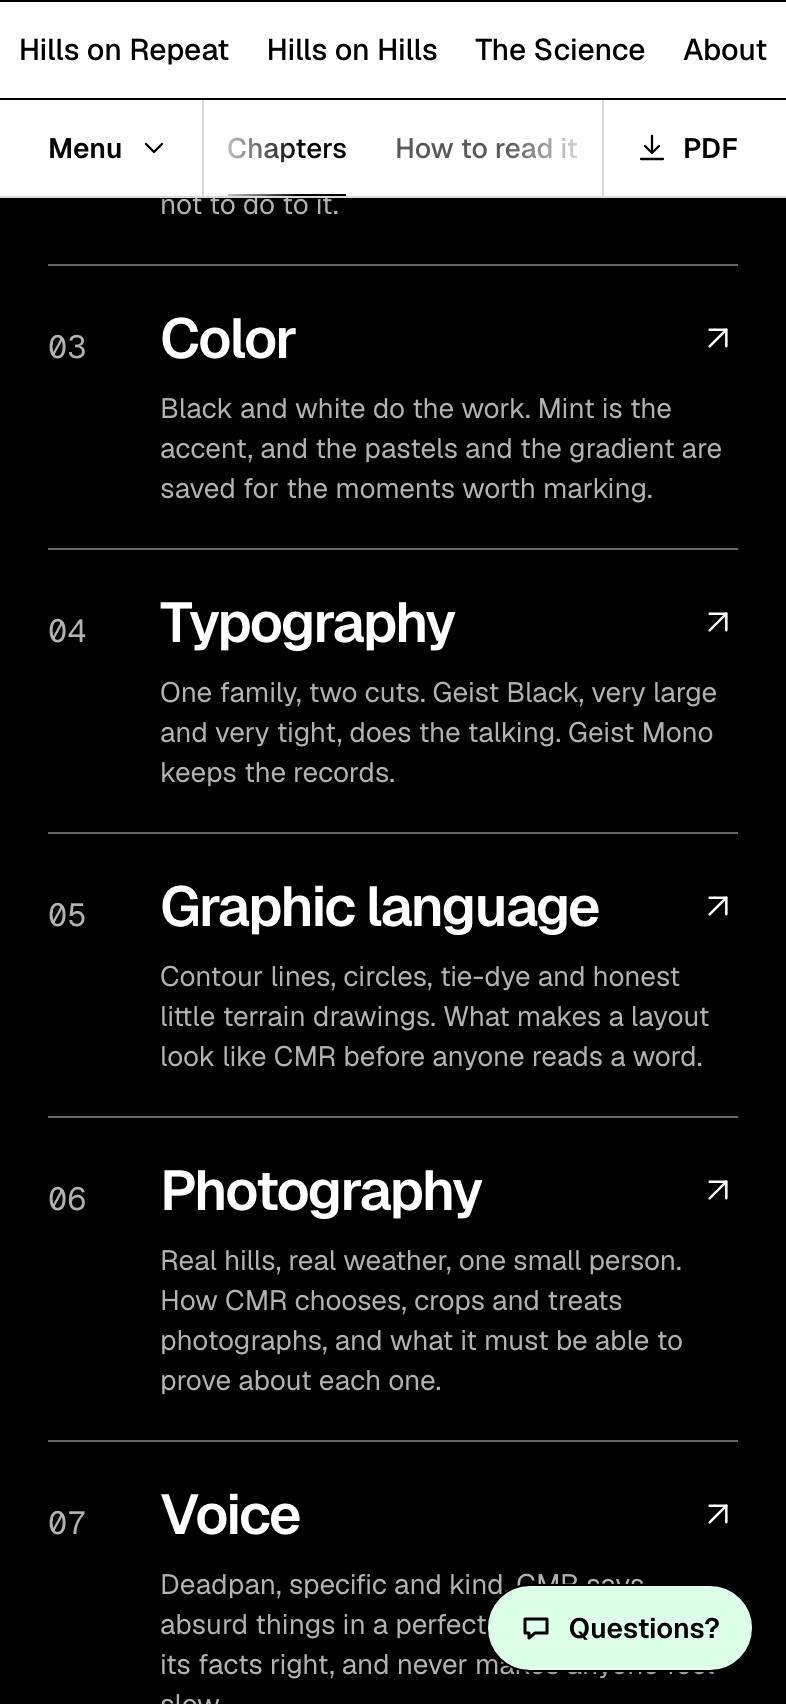 Hills on Repeat Hills on Hills The Science About
Menu Chapters How to read it PDF
not to do to it.
03 Color
Black and white do the work. Mint is the
accent, and the pastels and the gradient are
saved for the moments worth marking.
04 Typography
One family, two cuts. Geist Black, very large
and very tight, does the talking. Geist Mono
keeps the records.
05 Graphic language
Contour lines, circles, tie-dye and honest
little terrain drawings. What makes a layout
look like CMR before anyone reads a word.
06 Photography
Real hills, real weather, one small person.
How CMR chooses, crops and treats
photographs, and what it must be able to
prove about each one.
07 Voice
Deadpan, specific and kind. CMR says
absurd things in a perfect
Questions?
its facts right, and never makes anyone feel
slow.